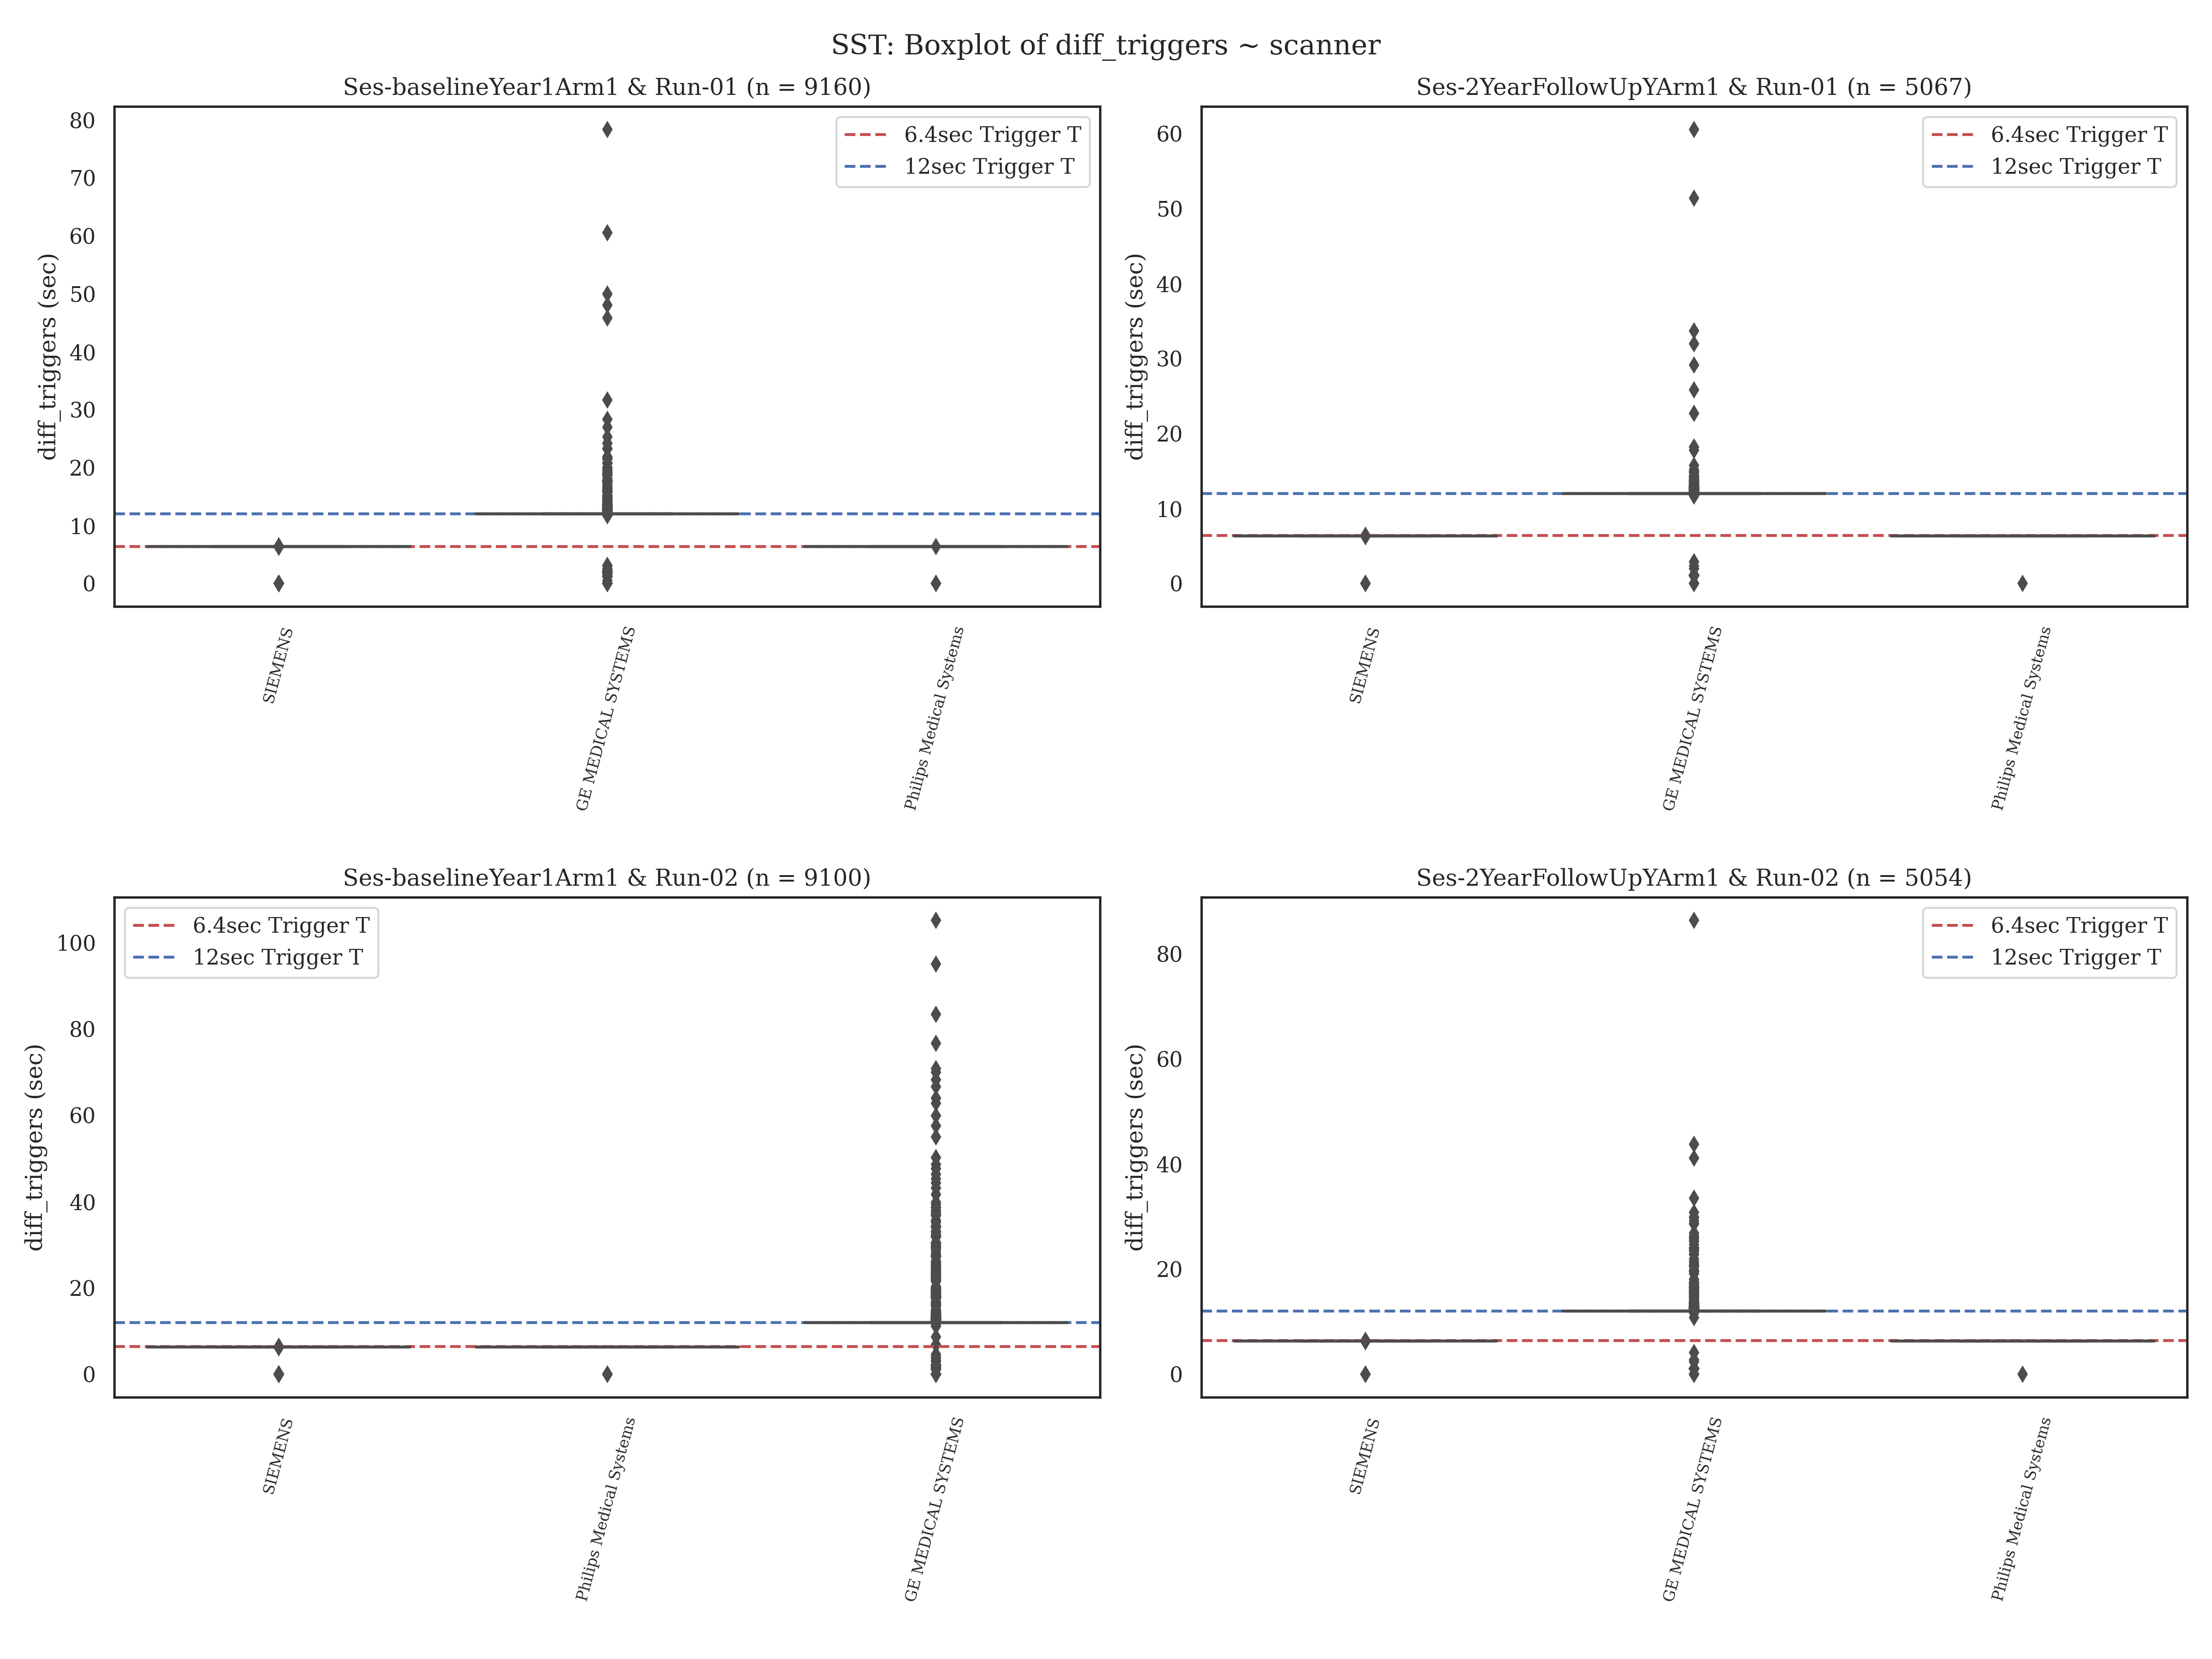 SST: Boxplot of diff_triggers ~ scanner
Ses-baselineYear1Arm1 & Run-01 (n = 9160)
80
70
60
50
40
30
20
10
0
diff_triggers (sec)
6.4sec Trigger T
12sec Trigger T
SIEMENS
GE MEDICAL SYSTEMS
Philips Medical Systems
Ses-2YearFollowUpYArm1 & Run-01 (n = 5067)
60
50
40
30
20
10
0
diff_triggers (sec)
6.4sec Trigger T
12sec Trigger T
SIEMENS
GE MEDICAL SYSTEMS
Philips Medical Systems
Ses-baselineYear1Arm1 & Run-02 (n = 9100)
100
80
60
40
20
0
diff_triggers (sec)
6.4sec Trigger T
12sec Trigger T
SIEMENS
Philips Medical Systems
GE MEDICAL SYSTEMS
Ses-2YearFollowUpYArm1 & Run-02 (n = 5054)
80
60
40
20
0
diff_triggers (sec)
6.4sec Trigger T
12sec Trigger T
SIEMENS
GE MEDICAL SYSTEMS
Philips Medical Systems